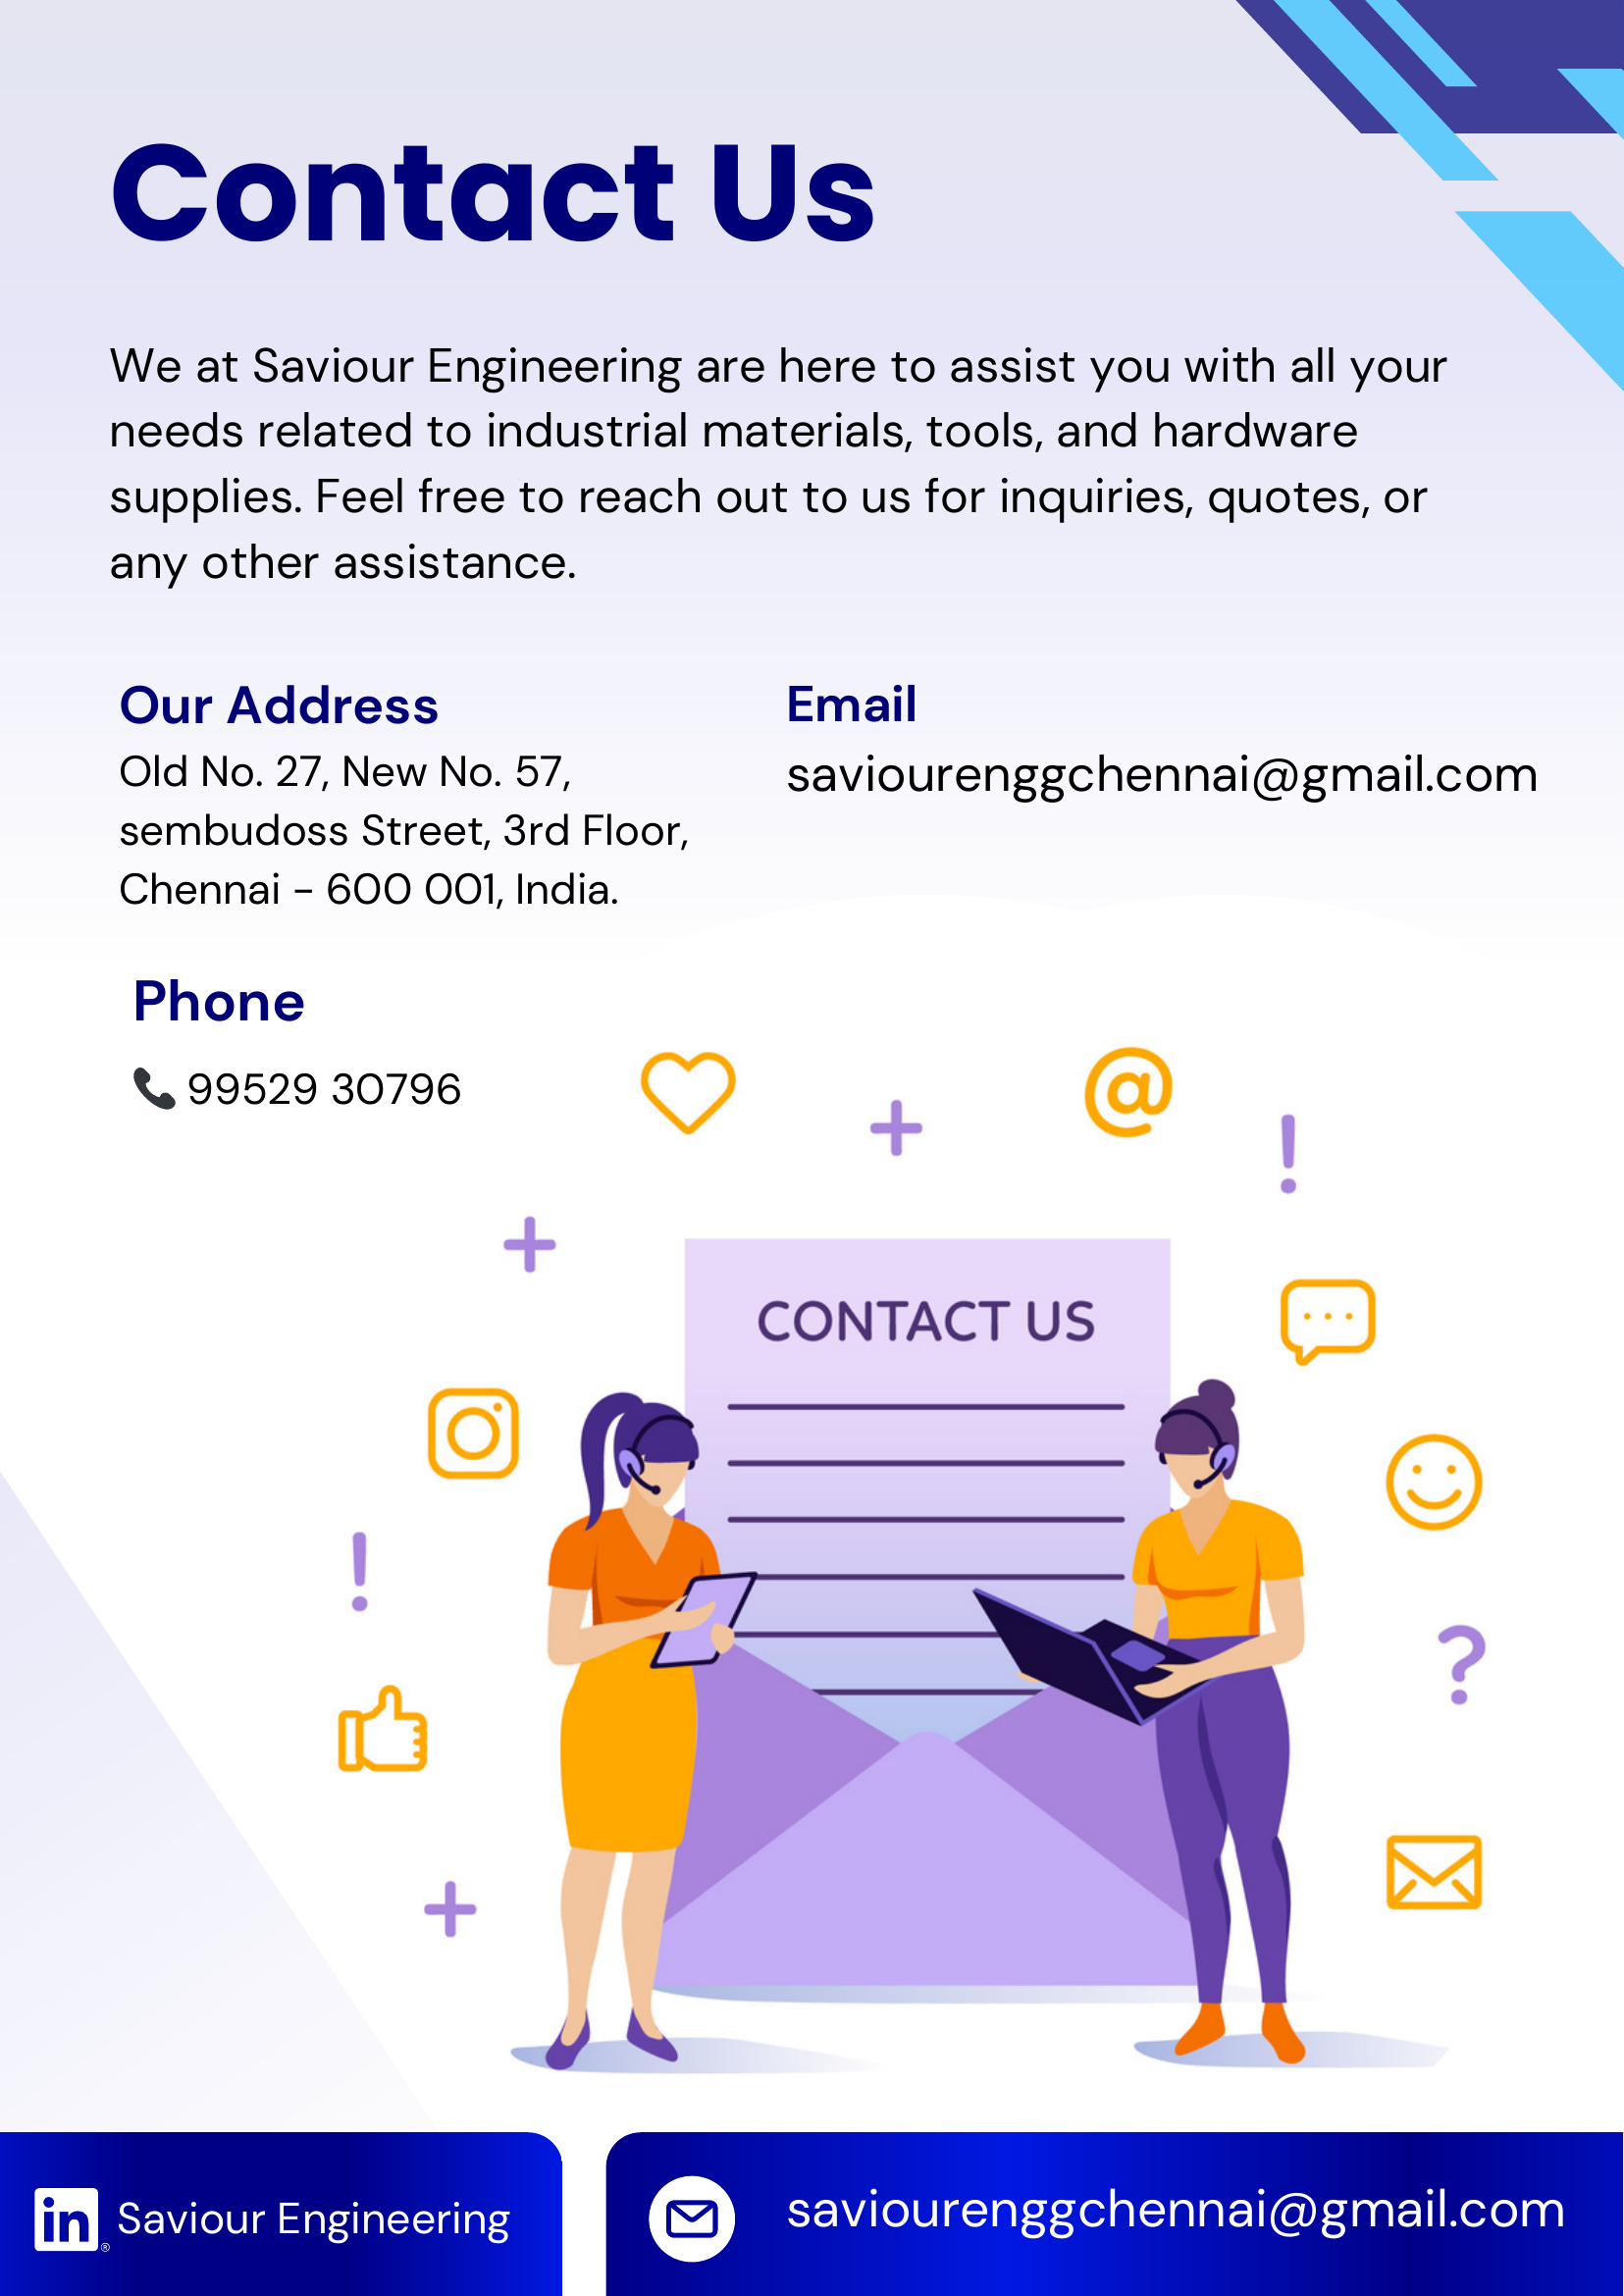 Contact Us
We at Saviour Engineering are here to assist you with all your
needs related to industrial materials, tools, and hardware
supplies. Feel free to reach out to us for inquiries, quotes, or
any other assistance.
Our Address
Old No. 27, New No. 57,
sembudoss Street, 3rd Floor,
Chennai - 600 001, India.
Email
saviourenggchennai@gmail.com
Phone
99529 30796
CONTACT US
in® Saviour Engineering
saviourenggchennai@gmail.com